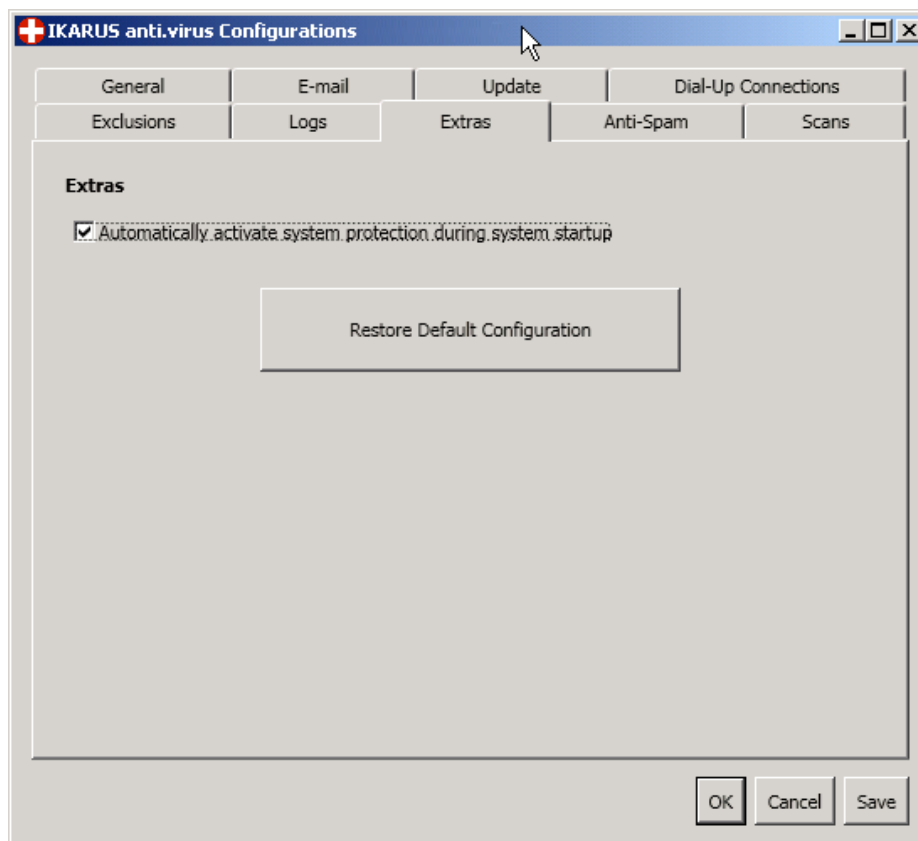 IKARUS anti.virus Configurations
General E-mail Update Dial-Up Connections
Exclusions Logs Extras Anti-Spam Scans
Extras
Automatically activate system protection during system startup
Restore Default Configuration
OK Cancel Save